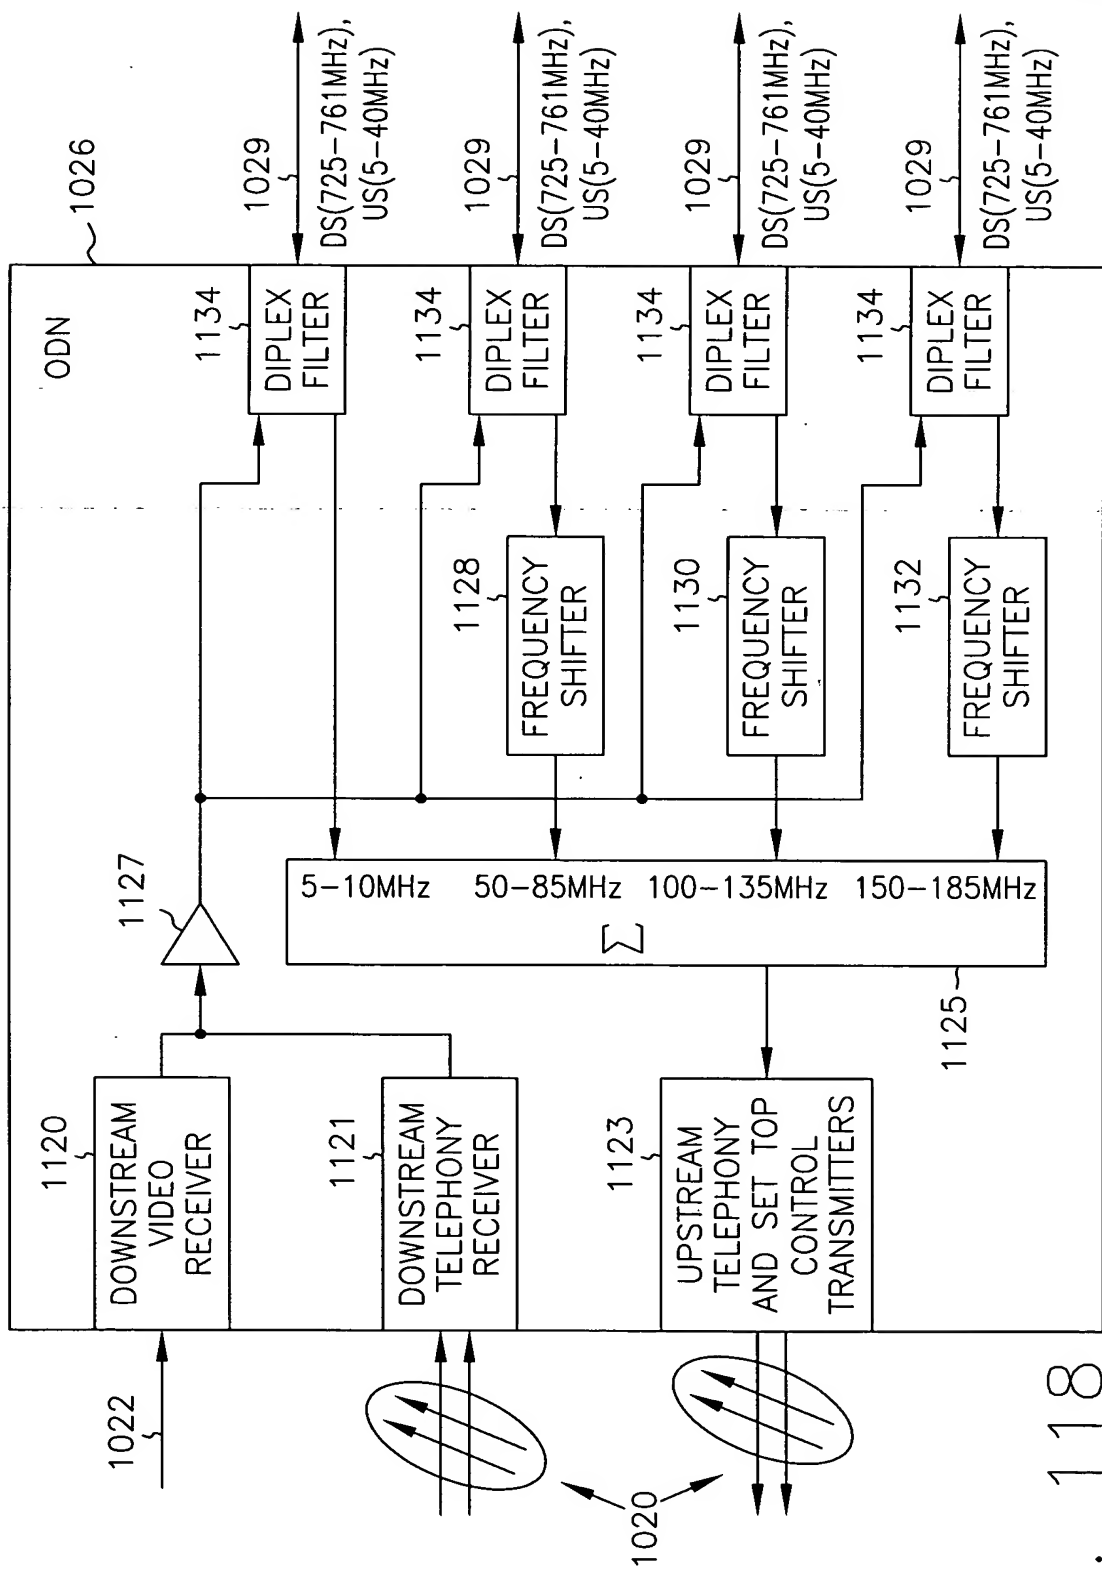 1022
1120
DOWNSTREAM
VIDEO
RECEIVER
1127
ODN
1026
1134
DIPLEX
FILTER
1029
DS(725-761MHz),
US(5-40MHz)
1020
1121
DOWNSTREAM
TELEPHONY
RECEIVER
5-10MHz
50-85MHz
100-135MHz
150-185MHz
Σ
1125
1128
FREQUENCY
SHIFTER
1134
DIPLEX
FILTER
1029
DS(725-761MHz),
US(5-40MHz)
1123
UPSTREAM
TELEPHONY
AND SET TOP
CONTROL
TRANSMITTERS
1130
FREQUENCY
SHIFTER
1134
DIPLEX
FILTER
1029
DS(725-761MHz),
US(5-40MHz)
1132
FREQUENCY
SHIFTER
1134
DIPLEX
FILTER
1029
DS(725-761MHz),
US(5-40MHz)
118